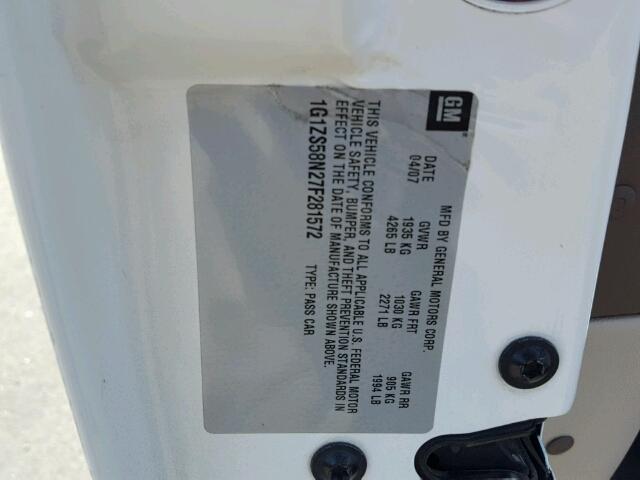 GM
MFD BY GENERAL MOTORS CORP.
DATE GVWR GAWR FRT GAWR RR
04/07 1935 KG 1030 KG 905 KG
4265 LB 2271 LB 1994 LB
THIS VEHICLE CONFORMS TO ALL APPLICABLE U.S. FEDERAL MOTOR
VEHICLE SAFETY, BUMPER, AND THEFT PREVENTION STANDARDS IN
EFFECT ON THE DATE OF MANUFACTURE SHOWN ABOVE.
1G1ZS58N27F281572 TYPE: PASS CAR